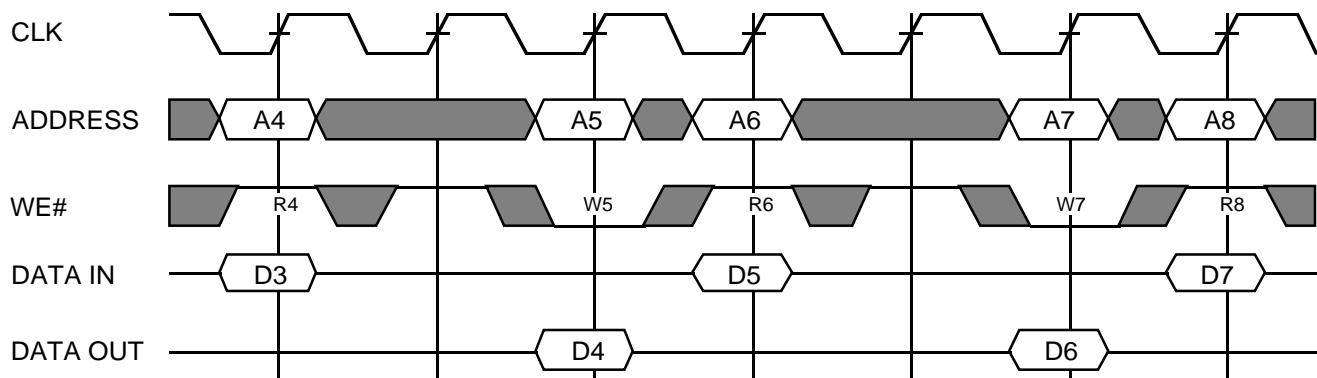 CLK
ADDRESS A4 A5 A6 A7 A8
WE# R4 W5 R6 W7 R8
DATA IN D3 D5 D7
DATA OUT D4 D6